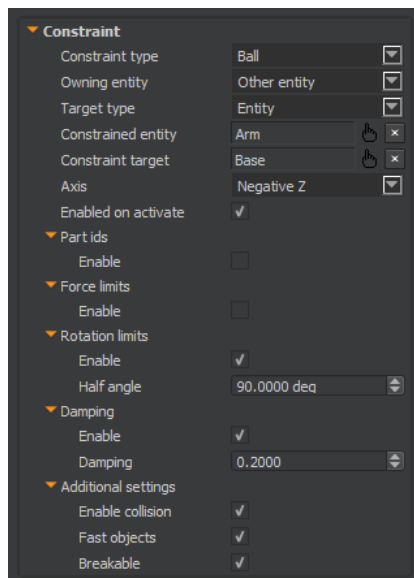 Constraint
Constraint type Ball
Owning entity Other entity
Target type Entity
Constrained entity Arm
Constraint target Base
Axis Negative Z
Enabled on activate
Part ids
Enable
Force limits
Enable
Rotation limits
Enable
Half angle 90.0000 deg
Damping
Enable
Damping 0.2000
Additional settings
Enable collision
Fast objects
Breakable